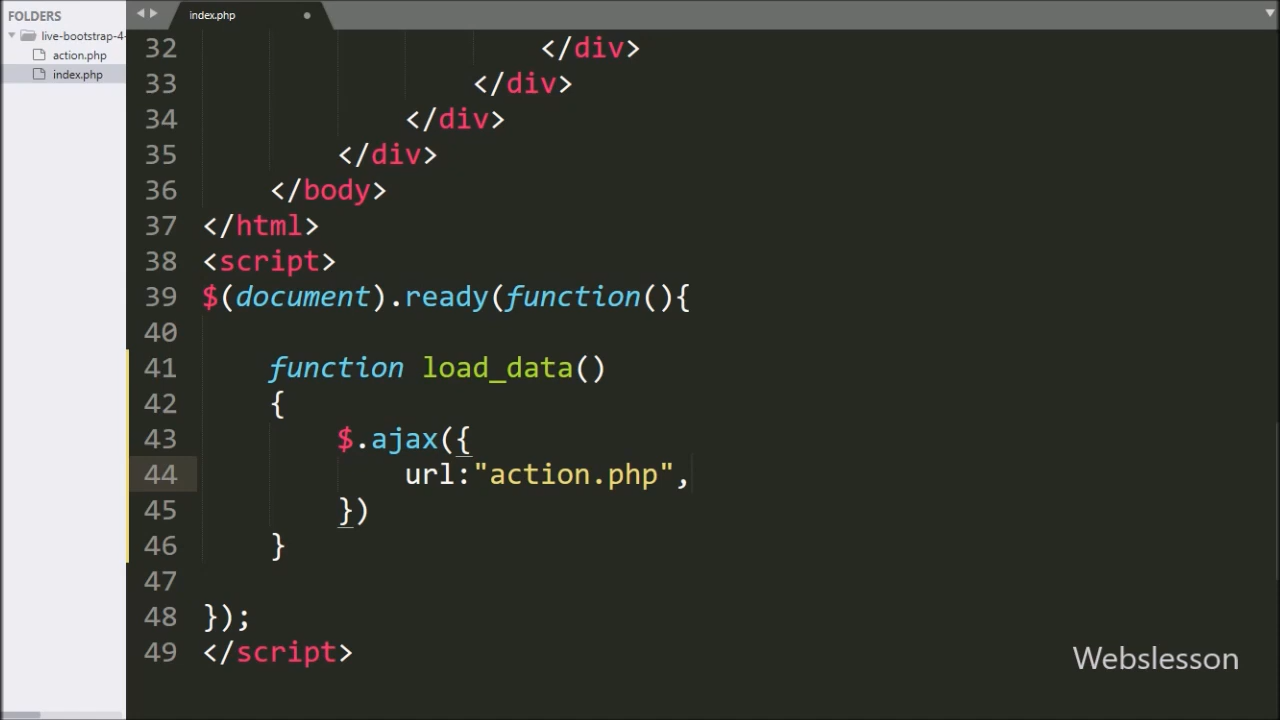 FOLDERS
live-bootstrap-4-
action.php
index.php
index.php
32 </div>
33 </div>
34 </div>
35 </div>
36 </body>
37 </html>
38 <script>
39 $(document).ready(function(){
40
41 function load_data()
42 {
43 $.ajax({
44 url:"action.php",
45 })
46 }
47
48 });
49 </script>
Webslesson